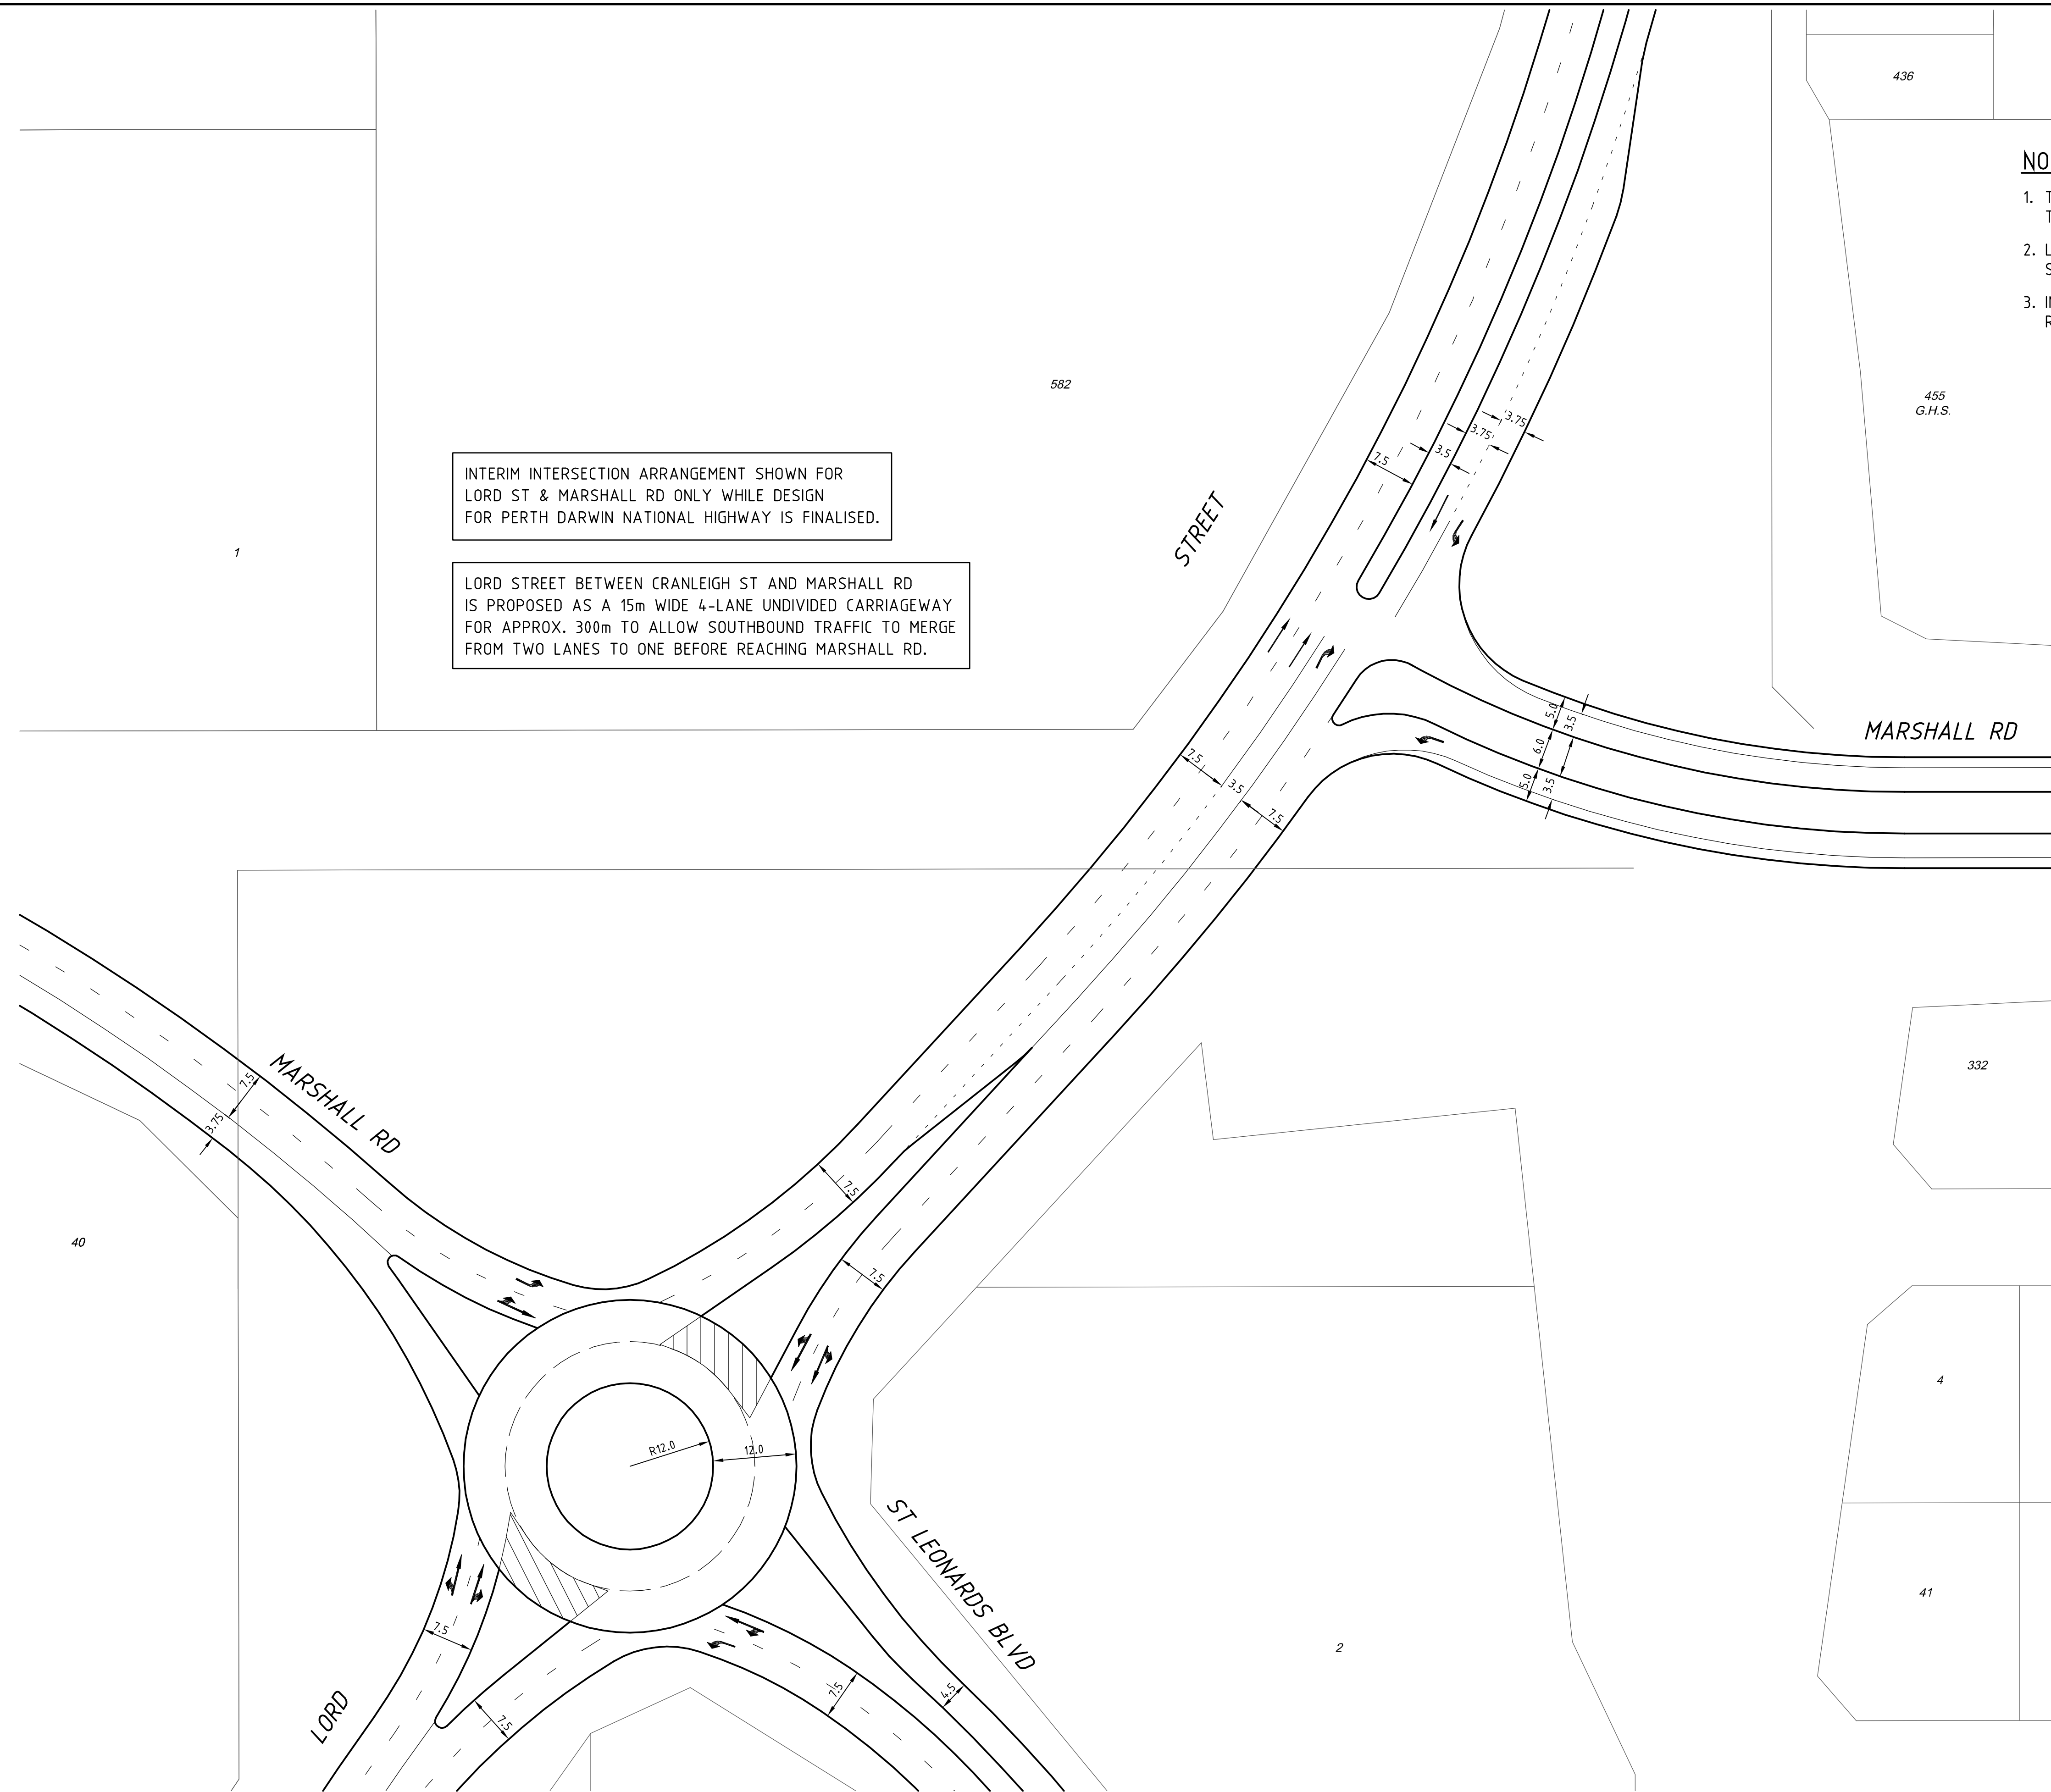 436
NO
1. T
T
2. L
S
3. IN
R
582
455
G.H.S.
INTERIM INTERSECTION ARRANGEMENT SHOWN FOR
LORD ST & MARSHALL RD ONLY WHILE DESIGN
FOR PERTH DARWIN NATIONAL HIGHWAY IS FINALISED.
1
LORD STREET BETWEEN CRANLEIGH ST AND MARSHALL RD
IS PROPOSED AS A 15m WIDE 4-LANE UNDIVIDED CARRIAGEWAY
FOR APPROX. 300m TO ALLOW SOUTHBOUND TRAFFIC TO MERGE
FROM TWO LANES TO ONE BEFORE REACHING MARSHALL RD.
STREET
7.5
3.5
3.75
3.75
MARSHALL RD
5.0
3.5
6.0
5.0
3.5
7.5
3.5
7.5
MARSHALL RD
7.5
3.75
332
40
7.5
7.5
4
R12.0
12.0
ST LEONARDS BLVD
41
2
7.5
LORD
7.5
7.5
4.5